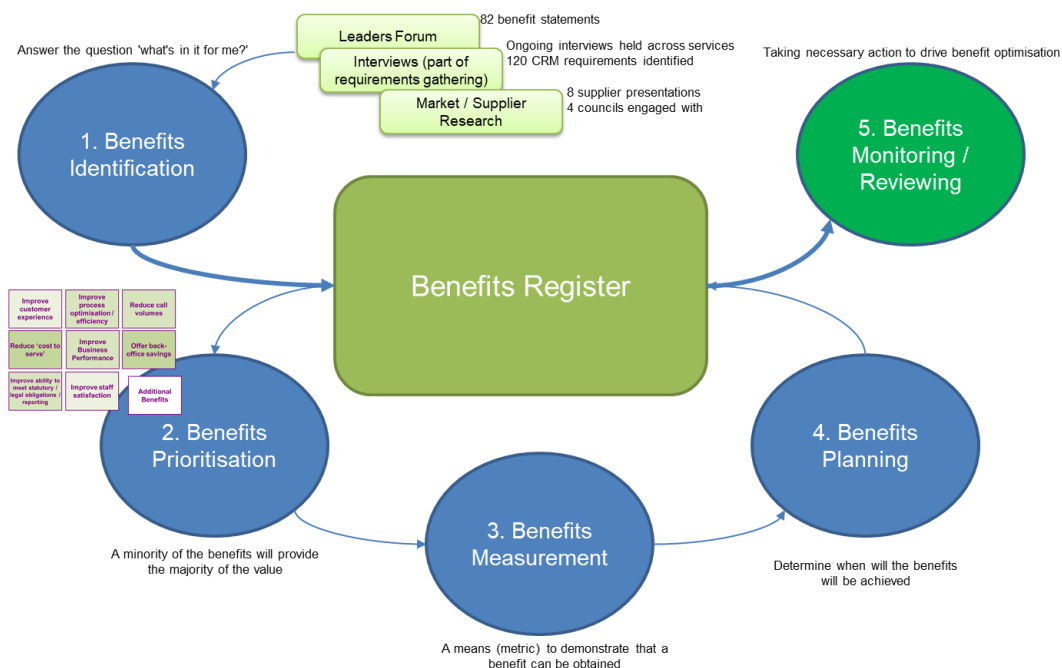 82 benefit statements
Leaders Forum
Answer the question 'what's in it for me?'
Ongoing interviews held across services
120 CRM requirements identified
Interviews (part of
requirements gathering)
8 supplier presentations
4 councils engaged with
Market / Supplier
Research
Taking necessary action to drive benefit optimisation
1. Benefits
Identification
5. Benefits
Monitoring /
Reviewing
Benefits Register
Improve
customer
experience
Improve
process
optimisation /
efficiency
Reduce call
volumes
Reduce 'cost to
serve'
Improve
Business
Performance
Offer back-
office savings
Improve ability to
meet statutory /
legal obligations /
reporting
Improve staff
satisfaction
Additional
Benefits
2. Benefits
Prioritisation
A minority of the benefits will provide
the majority of the value
3. Benefits
Measurement
A means (metric) to demonstrate that a
benefit can be obtained
4. Benefits
Planning
Determine when will the benefits
will be achieved